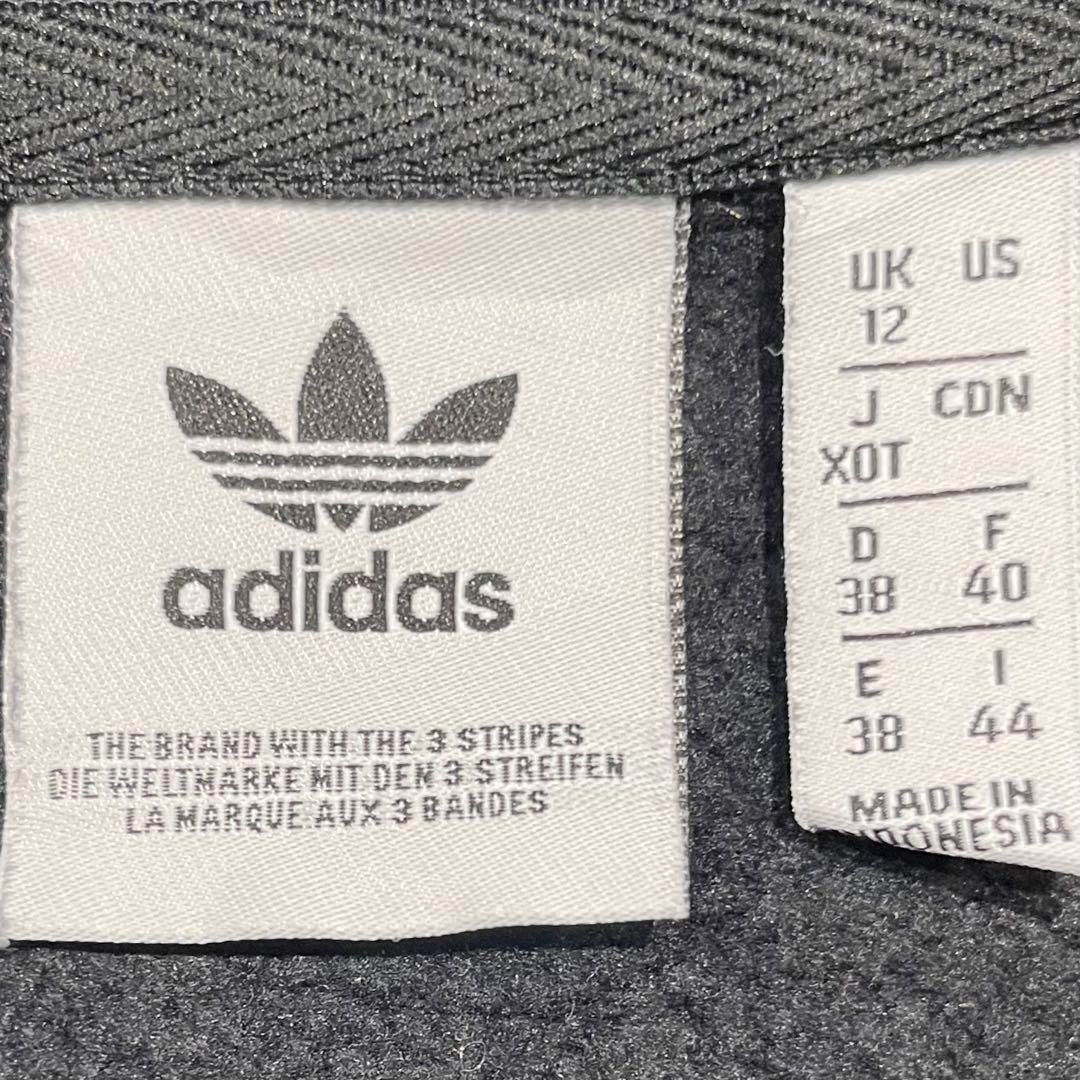 adidas
THE BRAND WITH THE 3 STRIPES
DIE WELTMARKE MIT DEN 3 STREIFEN
LA MARQUE AUX 3 BANDES
UK US
12
J CDN
XOT
D F
38 40
E I
38 44
MADE IN
INDONESIA